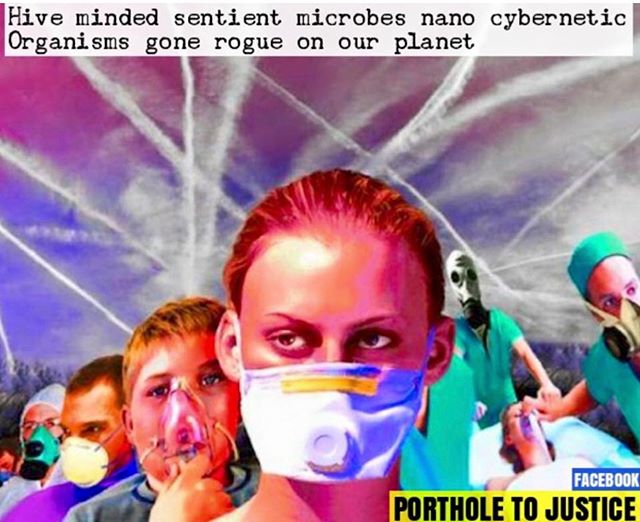 Hive minded sentient microbes nano cybernetic
Organisms gone rogue on our planet
FACEBOOK
PORTHOLE TO JUSTICE